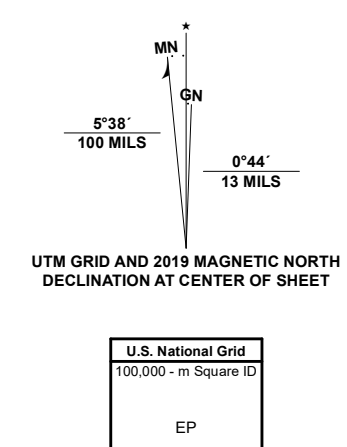 MN
GN
5°38´
100 MILS
0°44´
13 MILS
UTM GRID AND 2019 MAGNETIC NORTH
DECLINATION AT CENTER OF SHEET
U.S. National Grid
100,000 - m Square ID
EP